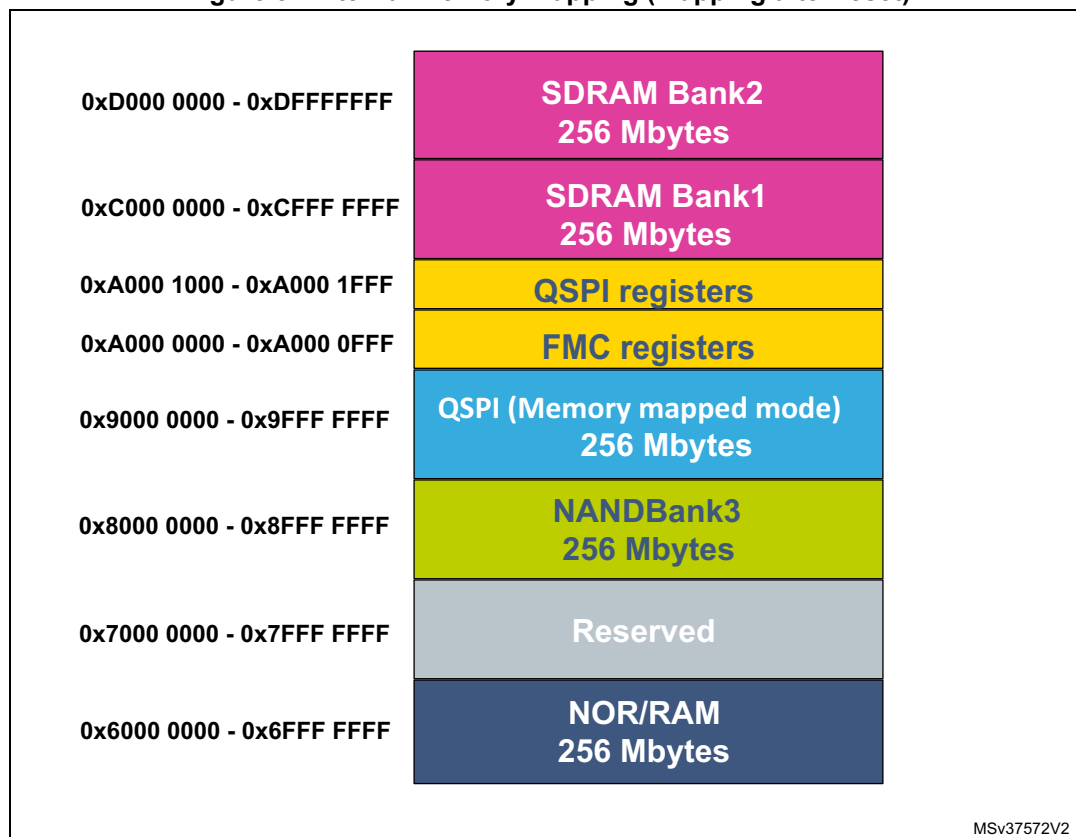 0xD000 0000 - 0xDFFFFFFF
SDRAM Bank2
256 Mbytes
0xC000 0000 - 0xCFFF FFFF
SDRAM Bank1
256 Mbytes
0xA000 1000 - 0xA000 1FFF
QSPI registers
0xA000 0000 - 0xA000 0FFF
FMC registers
0x9000 0000 - 0x9FFF FFFF
QSPI (Memory mapped mode)
256 Mbytes
0x8000 0000 - 0x8FFF FFFF
NANDBank3
256 Mbytes
0x7000 0000 - 0x7FFF FFFF
Reserved
0x6000 0000 - 0x6FFF FFFF
NOR/RAM
256 Mbytes
MSv37572V2